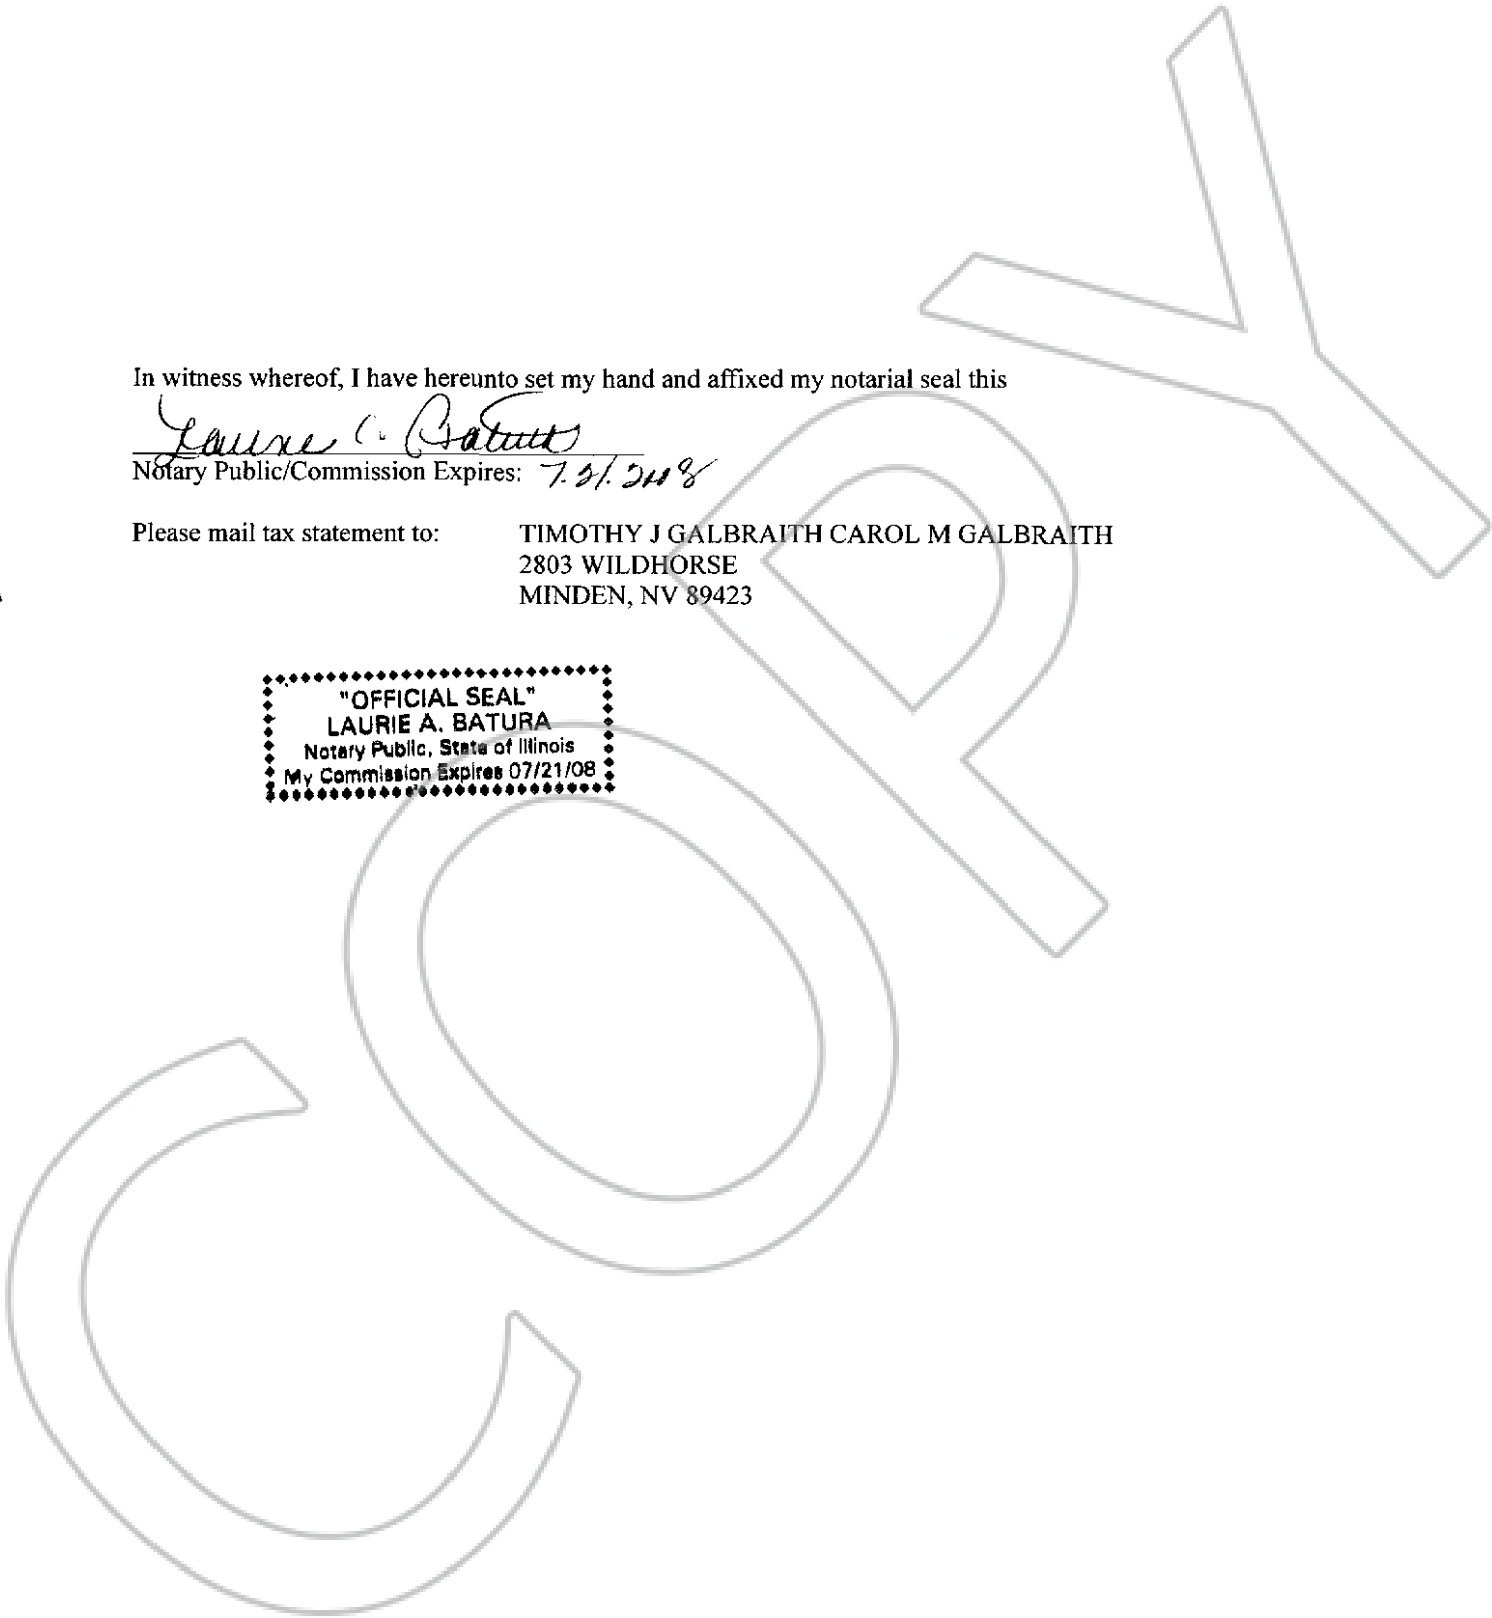 In witness whereof, I have hereunto set my hand and affixed my notarial seal this
Laurie A. Batura
Notary Public/Commission Expires: 7.21.2008
Please mail tax statement to: TIMOTHY J GALBRAITH CAROL M GALBRAITH
2803 WILDHORSE
MINDEN, NV 89423
"OFFICIAL SEAL"
LAURIE A. BATURA
Notary Public, State of Illinois
My Commission Expires 07/21/08
COPY